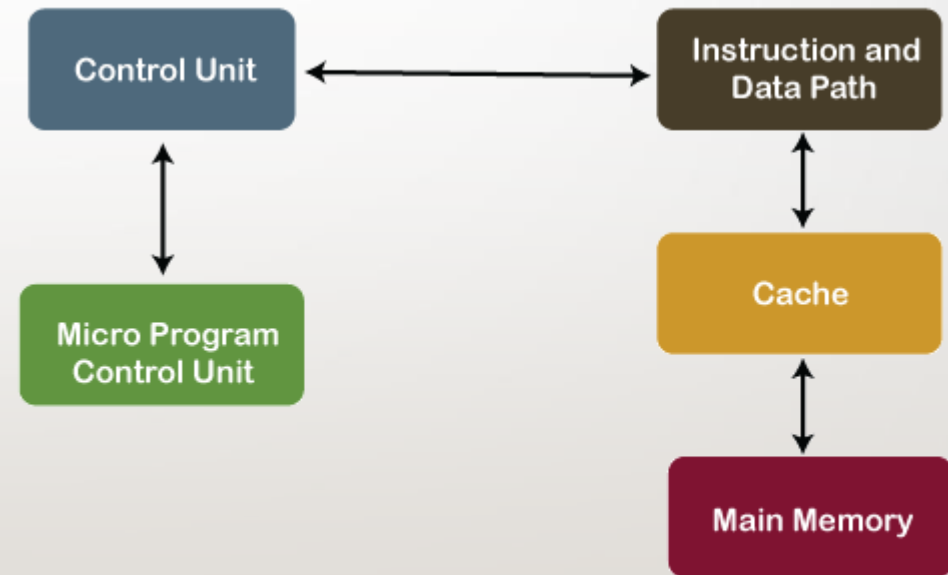 Control Unit
Instruction and
Data Path
Micro Program
Control Unit
Cache
Main Memory